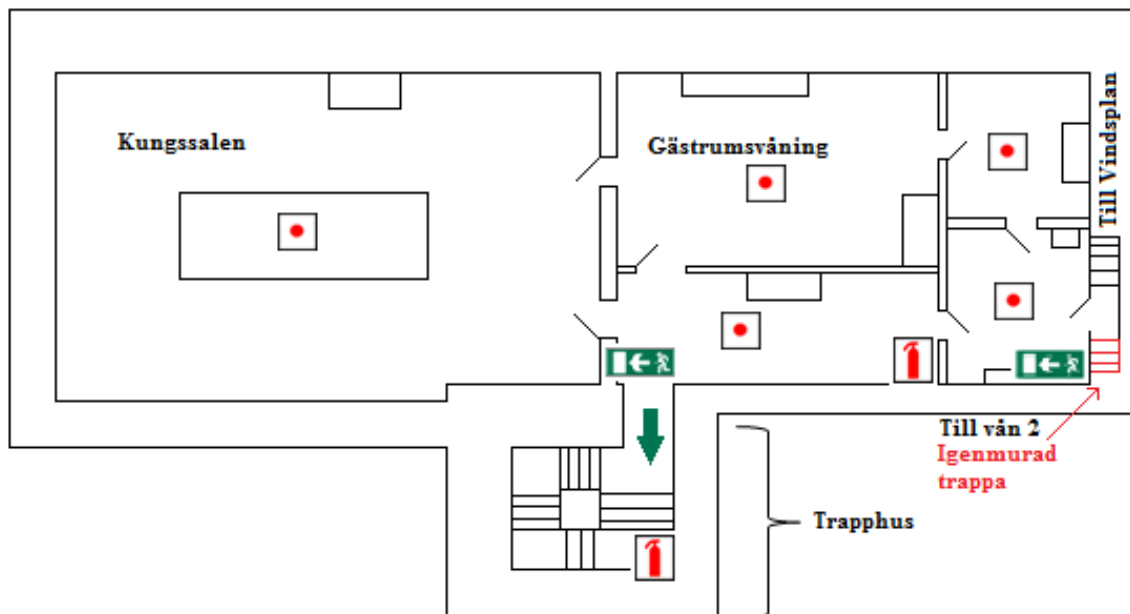 Kungssalen
Gästrumsvåning
Till Vindsplan
Till vån 2
Igenmurad
trappa
Trapphus